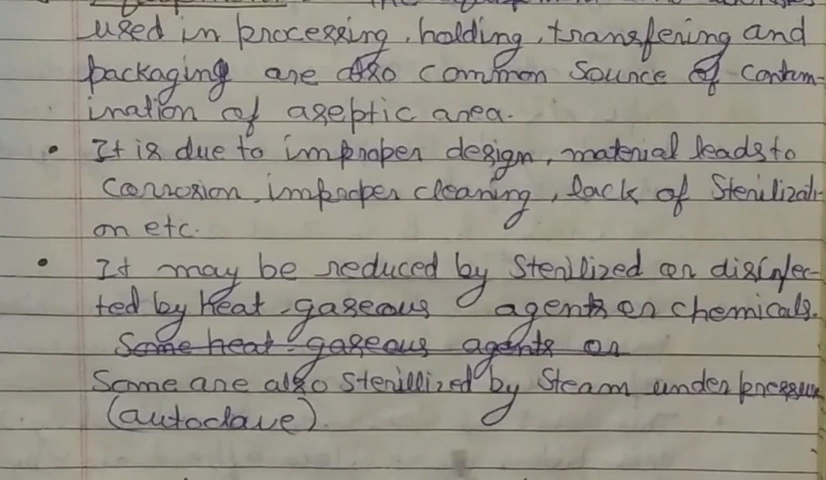 used in processing, holding, transfering and
packaging are also common source of contam-
ination of aseptic area.
• It is due to improper design, material leads to
corrosion, improper cleaning, lack of Sterilizati-
on etc.
• It may be reduced by Sterilized or disinfec-
ted by heat, gaseous agents or chemicals.
Some heat gaseous agents or
Some are also Sterillized by Steam under pressure
(autoclave).